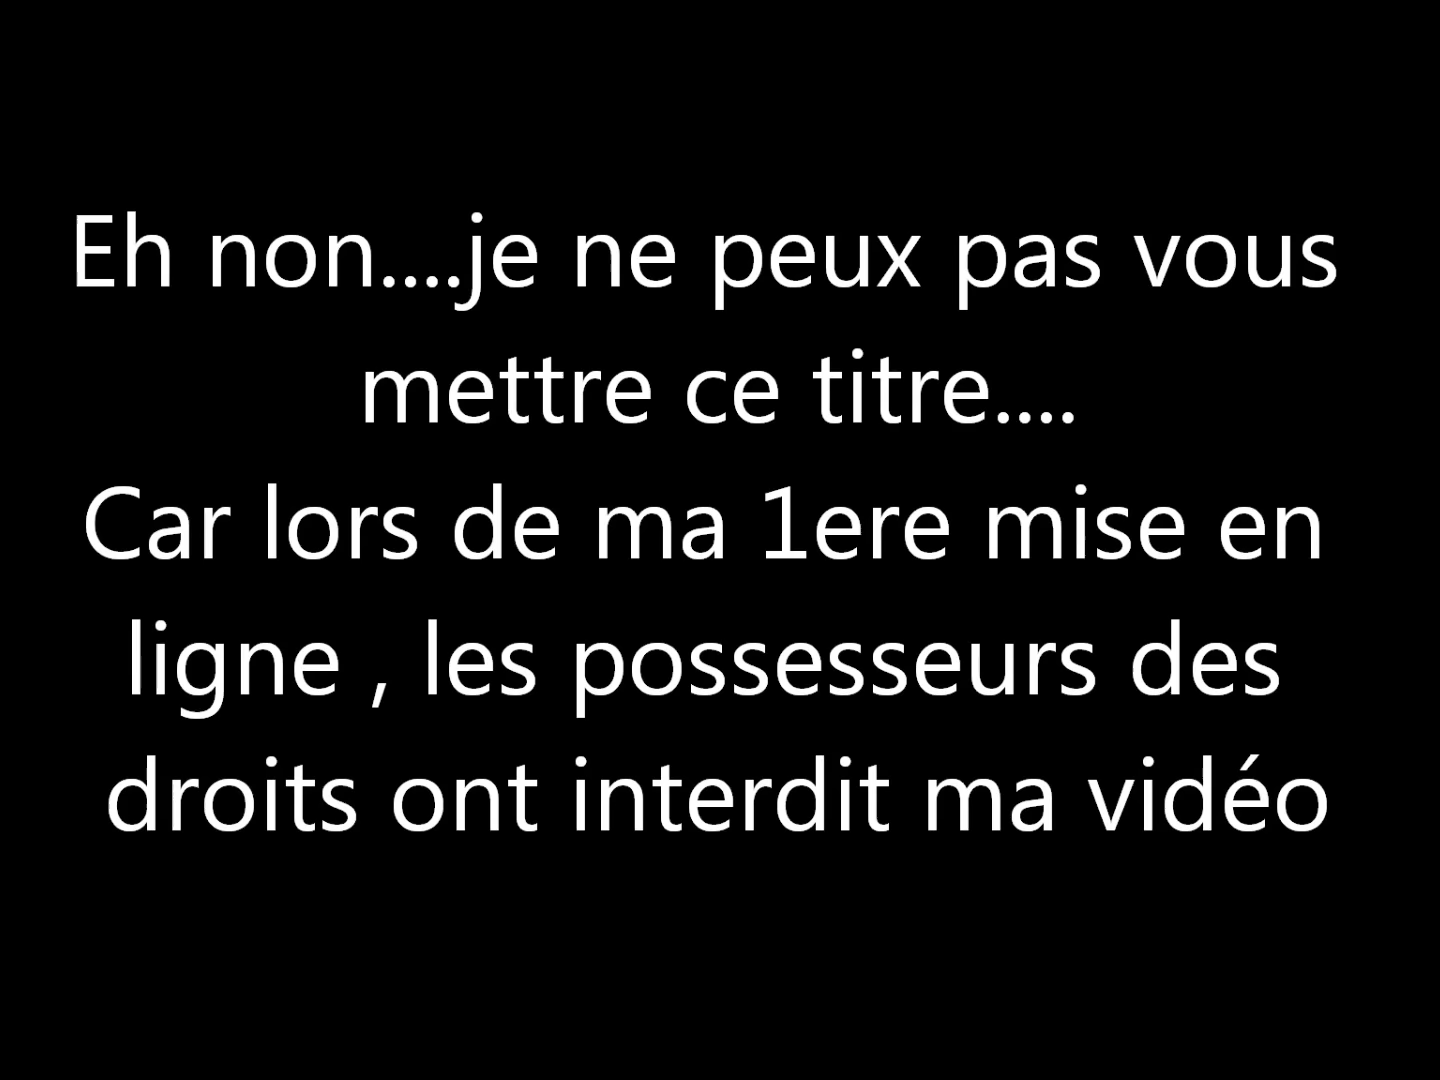 Eh non....je ne peux pas vous
mettre ce titre....
Car lors de ma 1ere mise en
ligne , les possesseurs des
droits ont interdit ma vidéo